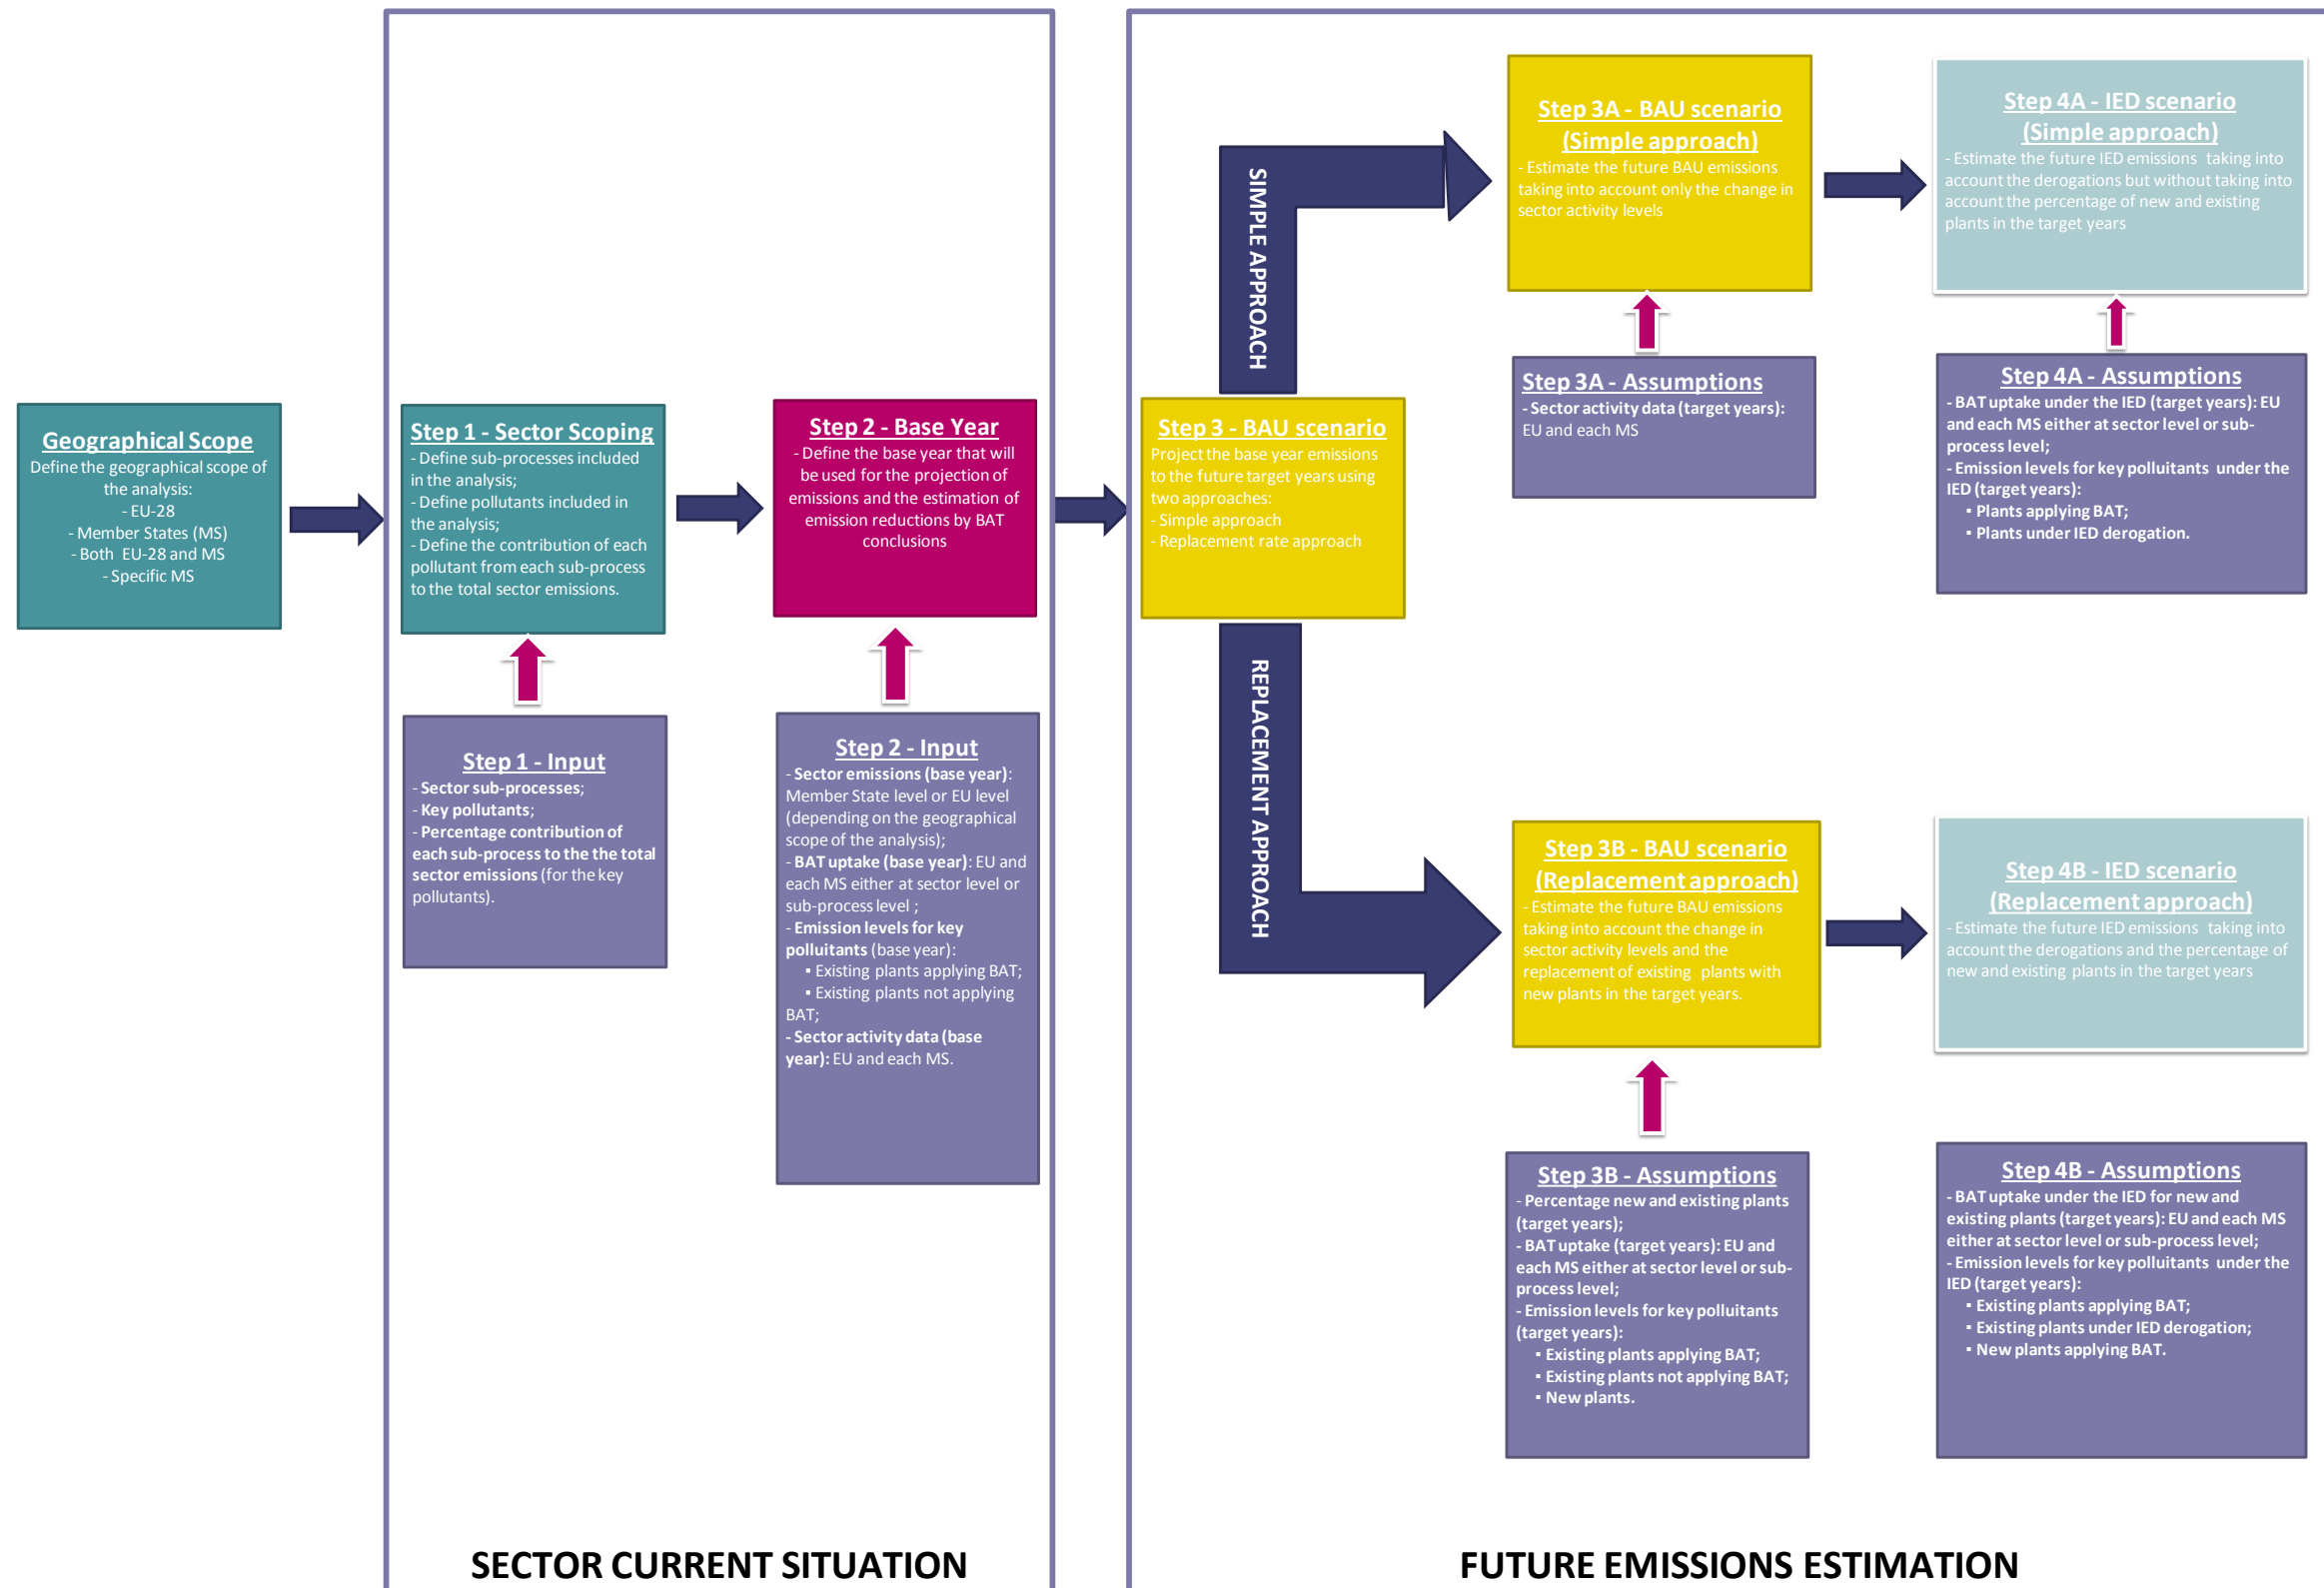 Geographical Scope
Define the geographical scope of
the analysis:
- EU-28
- Member States (MS)
- Both EU-28 and MS
- Specific MS
Step 1 - Sector Scoping
- Define sub-processes included
in the analysis;
- Define pollutants included in
the analysis;
- Define the contribution of each
pollutant from each sub-process
to the total sector emissions.
Step 1 - Input
- Sector sub-processes;
- Key pollutants;
- Percentage contribution of
each sub-process to the the total
sector emissions (for the key
pollutants).
Step 2 - Base Year
- Define the base year that will
be used for the projection of
emissions and the estimation of
emission reductions by BAT
conclusions
Step 2 - Input
- Sector emissions (base year):
Member State level or EU level
(depending on the geographical
scope of the analysis);
- BAT uptake (base year): EU and
each MS either at sector level or
sub-process level ;
- Emission levels for key
polluitants (base year):
▪ Existing plants applying BAT;
▪ Existing plants not applying
BAT;
- Sector activity data (base
year): EU and each MS.
SECTOR CURRENT SITUATION
Step 3 - BAU scenario
Project the base year emissions
to the future target years using
two approaches:
- Simple approach
- Replacement rate approach
SIMPLE APPROACH
Step 3A - BAU scenario
(Simple approach)
- Estimate the future BAU emissions
taking into account only the change in
sector activity levels
Step 3A - Assumptions
- Sector activity data (target years):
EU and each MS
Step 4A - IED scenario
(Simple approach)
- Estimate the future IED emissions taking into
account the derogations but without taking into
account the percentage of new and existing
plants in the target years
Step 4A - Assumptions
- BAT uptake under the IED (target years): EU
and each MS either at sector level or sub-
process level;
- Emission levels for key polluitants under the
IED (target years):
▪ Plants applying BAT;
▪ Plants under IED derogation.
REPLACEMENT APPROACH
Step 3B - BAU scenario
(Replacement approach)
- Estimate the future BAU emissions
taking into account the change in
sector activity levels and the
replacement of existing plants with
new plants in the target years.
Step 3B - Assumptions
- Percentage new and existing plants
(target years);
- BAT uptake (target years): EU and
each MS either at sector level or sub-
process level;
- Emission levels for key polluitants
(target years):
▪ Existing plants applying BAT;
▪ Existing plants not applying BAT;
▪ New plants.
Step 4B - IED scenario
(Replacement approach)
- Estimate the future IED emissions taking into
account the derogations and the percentage of
new and existing plants in the target years
Step 4B - Assumptions
- BAT uptake under the IED for new and
existing plants (target years): EU and each MS
either at sector level or sub-process level;
- Emission levels for key polluitants under the
IED (target years):
▪ Existing plants applying BAT;
▪ Existing plants under IED derogation;
▪ New plants applying BAT.
FUTURE EMISSIONS ESTIMATION